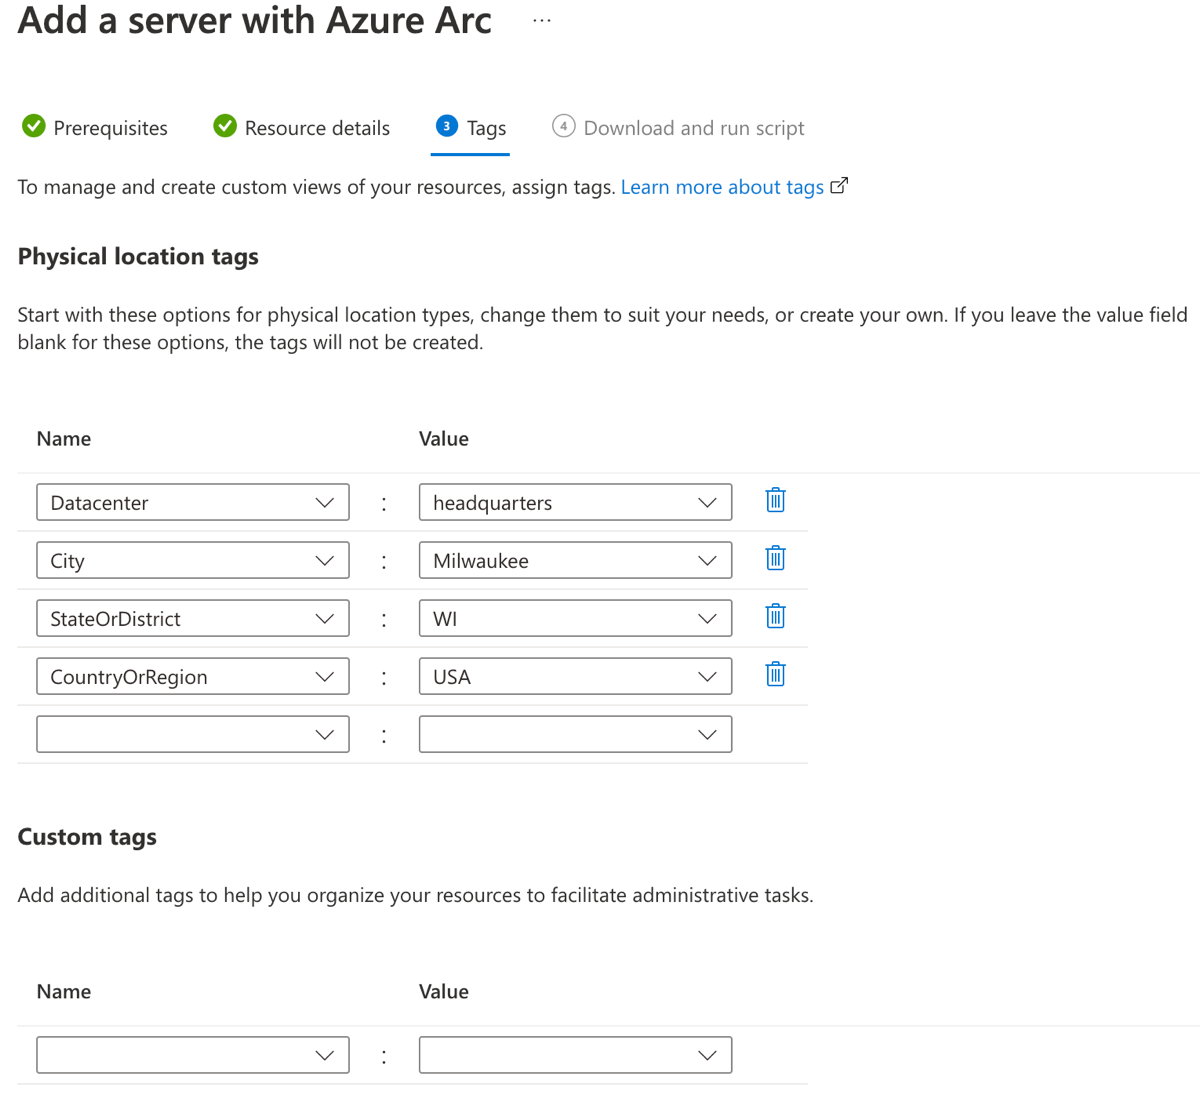 Add a server with Azure Arc ...
Prerequisites Resource details 3 Tags 4 Download and run script
To manage and create custom views of your resources, assign tags. Learn more about tags
Physical location tags
Start with these options for physical location types, change them to suit your needs, or create your own. If you leave the value field
blank for these options, the tags will not be created.
Name Value
Datacenter : headquarters
City : Milwaukee
StateOrDistrict : WI
CountryOrRegion : USA
:
Custom tags
Add additional tags to help you organize your resources to facilitate administrative tasks.
Name Value
: